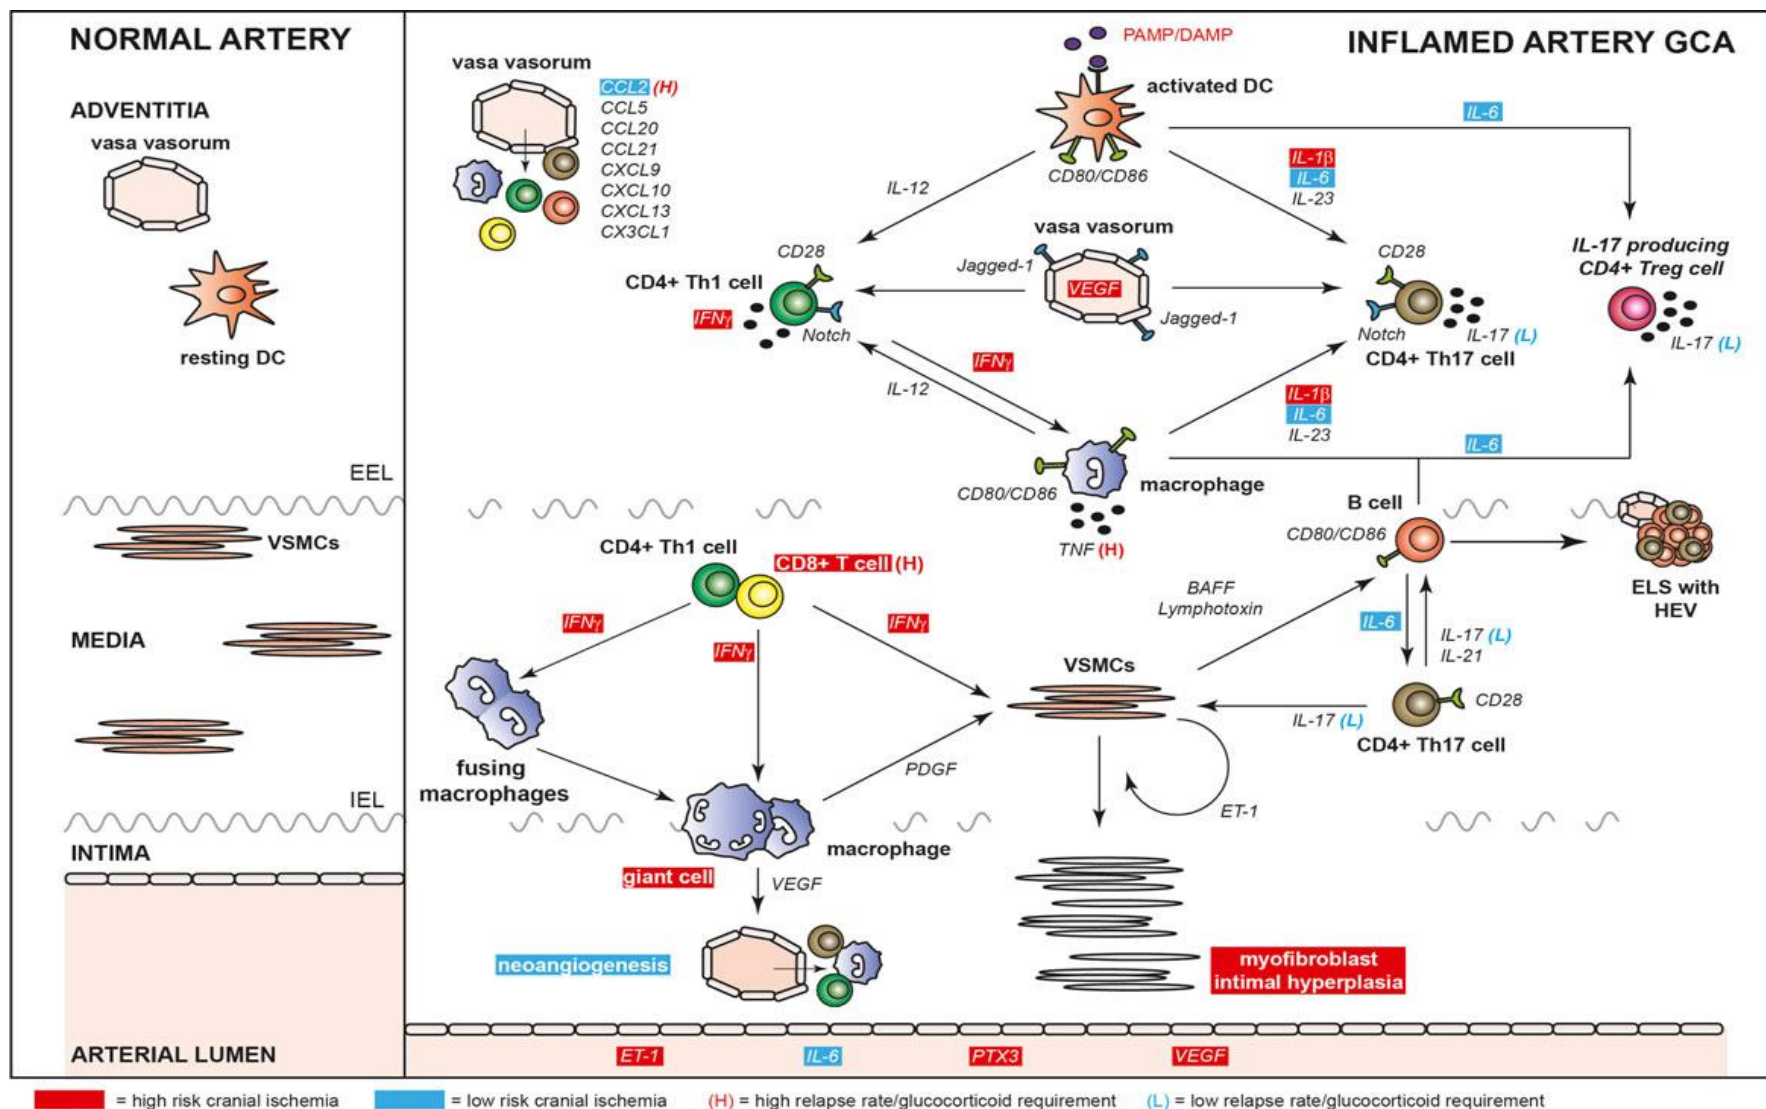 NORMAL ARTERY
ADVENTITIA
vasa vasorum
resting DC
EEL
VSMCs
MEDIA
IEL
INTIMA
ARTERIAL LUMEN
INFLAMED ARTERY GCA
vasa vasorum
CCL2 (H)
CCL5
CCL20
CCL21
CXCL9
CXCL10
CXCL13
CX3CL1
PAMP/DAMP
activated DC
CD80/CD86
IL-12
IL-1β
IL-6
IL-23
IL-6
vasa vasorum
Jagged-1
VEGF
Jagged-1
CD28
CD4+ Th1 cell
IFNγ
Notch
CD28
Notch
IL-17 (L)
CD4+ Th17 cell
IL-17 producing
CD4+ Treg cell
IL-17 (L)
IFNγ
IL-12
IL-1β
IL-6
IL-23
IL-6
CD80/CD86
macrophage
TNF (H)
B cell
CD80/CD86
ELS with
HEV
BAFF
Lymphotoxin
IL-6
IL-17 (L)
IL-21
CD28
CD4+ Th17 cell
IL-17 (L)
CD4+ Th1 cell
CD8+ T cell (H)
IFNγ
IFNγ
IFNγ
fusing
macrophages
VSMCs
PDGF
ET-1
macrophage
giant cell
VEGF
neoangiogenesis
myofibroblast
intimal hyperplasia
ET-1
IL-6
PTX3
VEGF
= high risk cranial ischemia
= low risk cranial ischemia
(H) = high relapse rate/glucocorticoid requirement
(L) = low relapse rate/glucocorticoid requirement